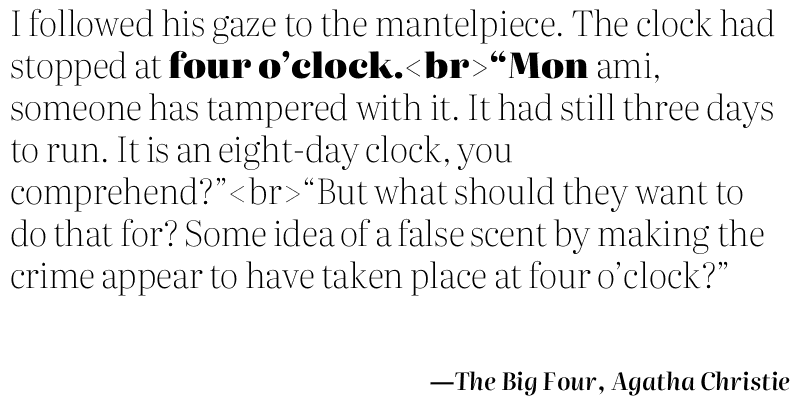 I followed his gaze to the mantelpiece. The clock had
stopped at four o’clock.<br>“Mon ami,
someone has tampered with it. It had still three days
to run. It is an eight-day clock, you
comprehend?”<br>“But what should they want to
do that for? Some idea of a false scent by making the
crime appear to have taken place at four o’clock?”
—The Big Four, Agatha Christie